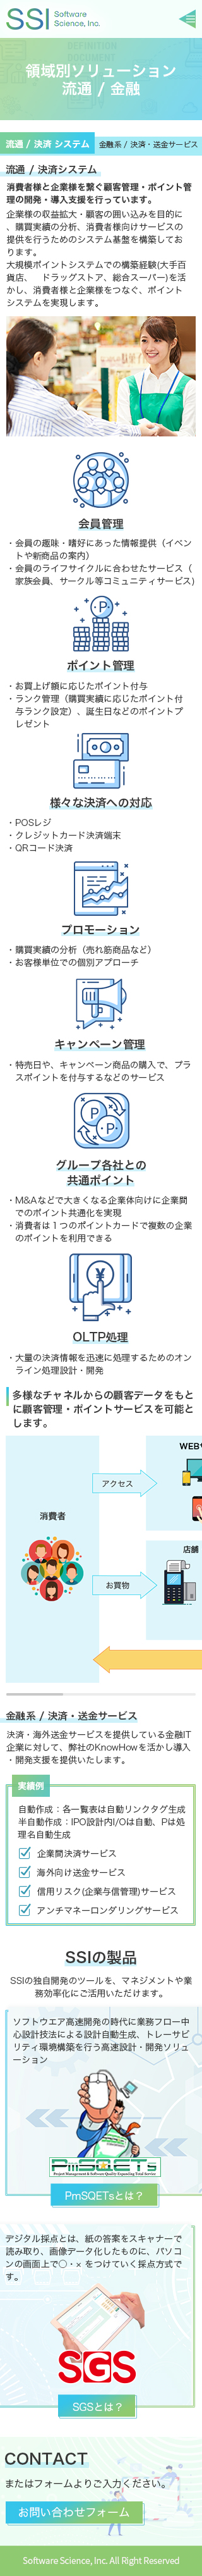 SSI Software Science, Inc.
領域別ソリューション
流通 / 金融
流通 / 決済 システム
金融系 / 決済・送金サービス
流通 / 決済システム
消費者様と企業様を繋ぐ顧客管理・ポイント管
理の開発・導入支援を行っています。
企業様の収益拡大・顧客の囲い込みを目的に
、購買実績の分析、消費者様向けサービスの
提供を行うためのシステム基盤を構築してお
ります。
大規模ポイントシステムでの構築経験(大手百
貨店、 ドラッグストア、総合スーパー)を活
かし、消費者様と企業様をつなぐ、ポイント
システムを実現します。
会員管理
・会員の趣味・嗜好にあった情報提供（イベン
トや新商品の案内）
・会員のライフサイクルに合わせたサービス（
家族会員、サークル等コミュニティサービス)
ポイント管理
・お買上げ額に応じたポイント付与
・ランク管理（購買実績に応じたポイント付
与ランク設定）、誕生日などのポイントプ
レゼント
様々な決済への対応
・POSレジ
・クレジットカード決済端末
・QRコード決済
プロモーション
・購買実績の分析（売れ筋商品など）
・お客様単位での個別アプローチ
キャンペーン管理
・特売日や、キャンペーン商品の購入で、プラ
スポイントを付与するなどのサービス
グループ各社との
共通ポイント
・M&Aなどで大きくなる企業体向けに企業間
でのポイント共通化を実現
・消費者は１つのポイントカードで複数の企業
のポイントを利用できる
OLTP処理
・大量の決済情報を迅速に処理するためのオン
ライン処理設計・開発
多様なチャネルからの顧客データをもと
に顧客管理・ポイントサービスを可能と
します。
WEBサ
アクセス
消費者
店舗
お買物
金融系 / 決済・送金サービス
決済・海外送金サービスを提供している金融IT
企業に対して、弊社のKnowHowを活かし導入
・開発支援を提供いたします。
実績例
自動作成：各一覧表は自動リンクタグ生成
半自動作成：IPO設計内I/Oは自動、Pは処
理名自動生成
企業間決済サービス
海外向け送金サービス
信用リスク(企業与信管理)サービス
アンチマネーロンダリングサービス
SSIの製品
SSIの独自開発のツールを、マネジメントや業
務効率化にご活用いただけます。
ソフトウエア高速開発の時代に業務フロー中
心設計技法による設計自動生成、トレーサビ
リティ環境構築を行う高速設計・開発ソリュ
ーション
PmSQETs
Project Management & Software Quality Expanding Total Service
PmSQETsとは？
デジタル採点とは、紙の答案をスキャナーで
読み取り、画像データ化したものに、パソコ
ンの画面上で○・× をつけていく採点方式で
す。
SGS
SGSとは？
CONTACT
またはフォームよりご入力ください。
お問い合わせフォーム
Software Science, Inc. All Right Reserved